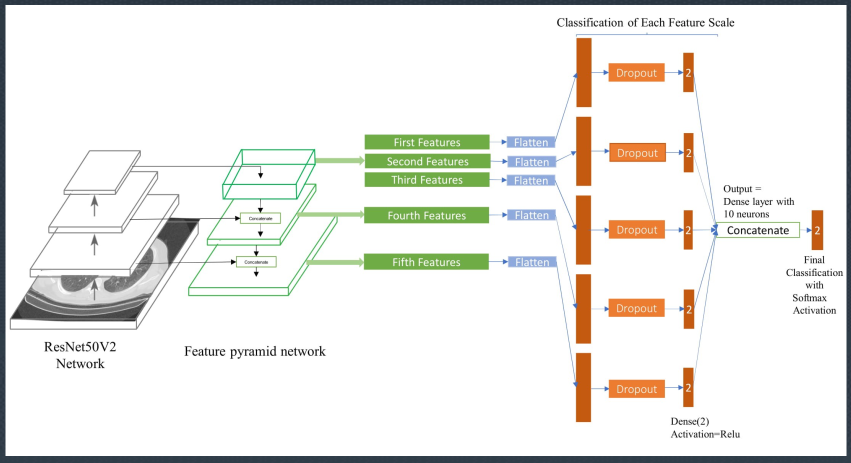 Classification of Each Feature Scale
Dropout
2
First Features
Flatten
Second Features
Flatten
Third Features
Flatten
Dropout
2
Concatenate
Fourth Features
Flatten
Dropout
2
Output =
Dense layer with
10 neurons
Concatenate
2
Concatenate
Fifth Features
Flatten
Final
Classification
with
Softmax
Activation
Dropout
2
ResNet50V2
Network
Feature pyramid network
Dropout
2
Dense(2)
Activation=Relu